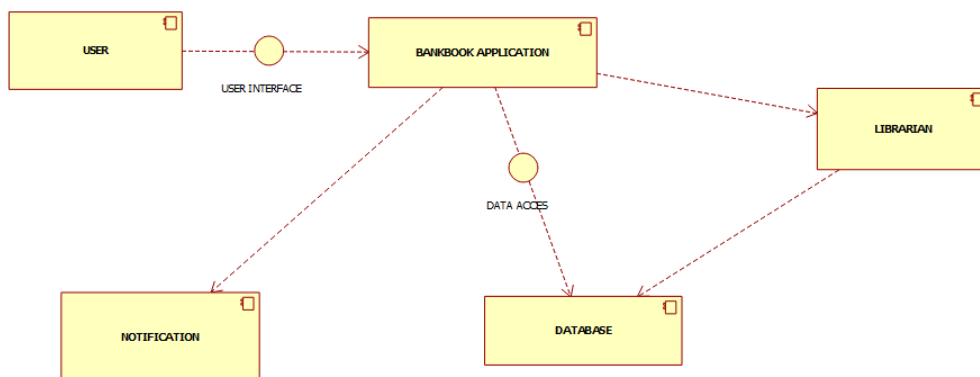 USER
BANKBOOK APPLICATION
USER INTERFACE
LIBRARIAN
DATA ACCES
NOTIFICATION
DATABASE